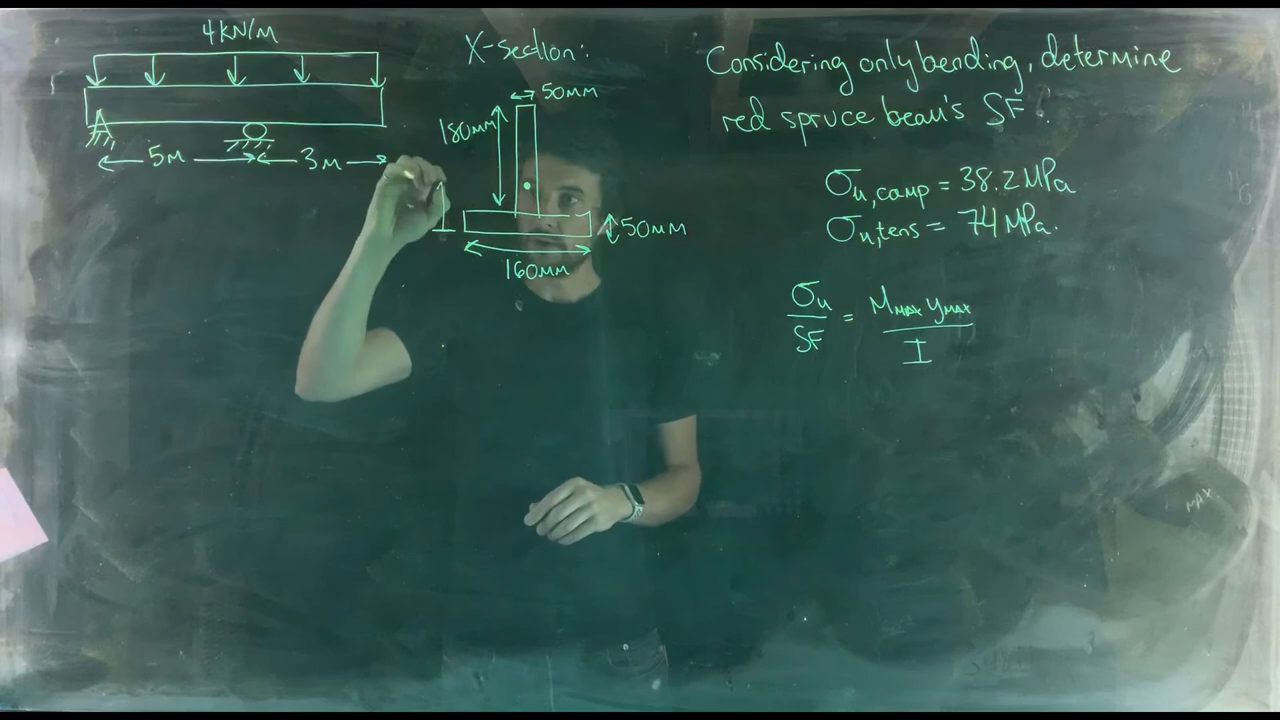 4kN/M
5M
3M
X-section:
50MM
180MM
50MM
160MM
Considering only bending, determine
red spruce beam's SF.
σu,comp = 38.2 MPa
σu,tens = 74 MPa.
σu/SF = MMAX yMAX/I
MAX